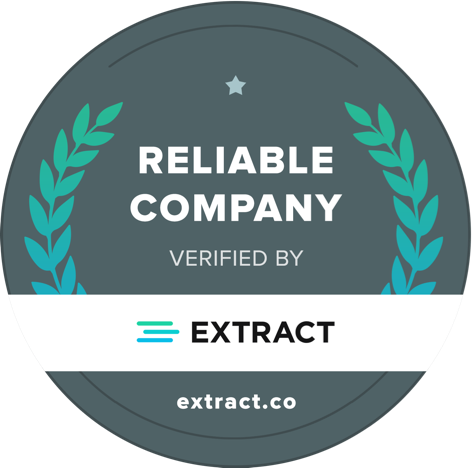 RELIABLE
COMPANY
VERIFIED BY
EXTRACT
extract.co